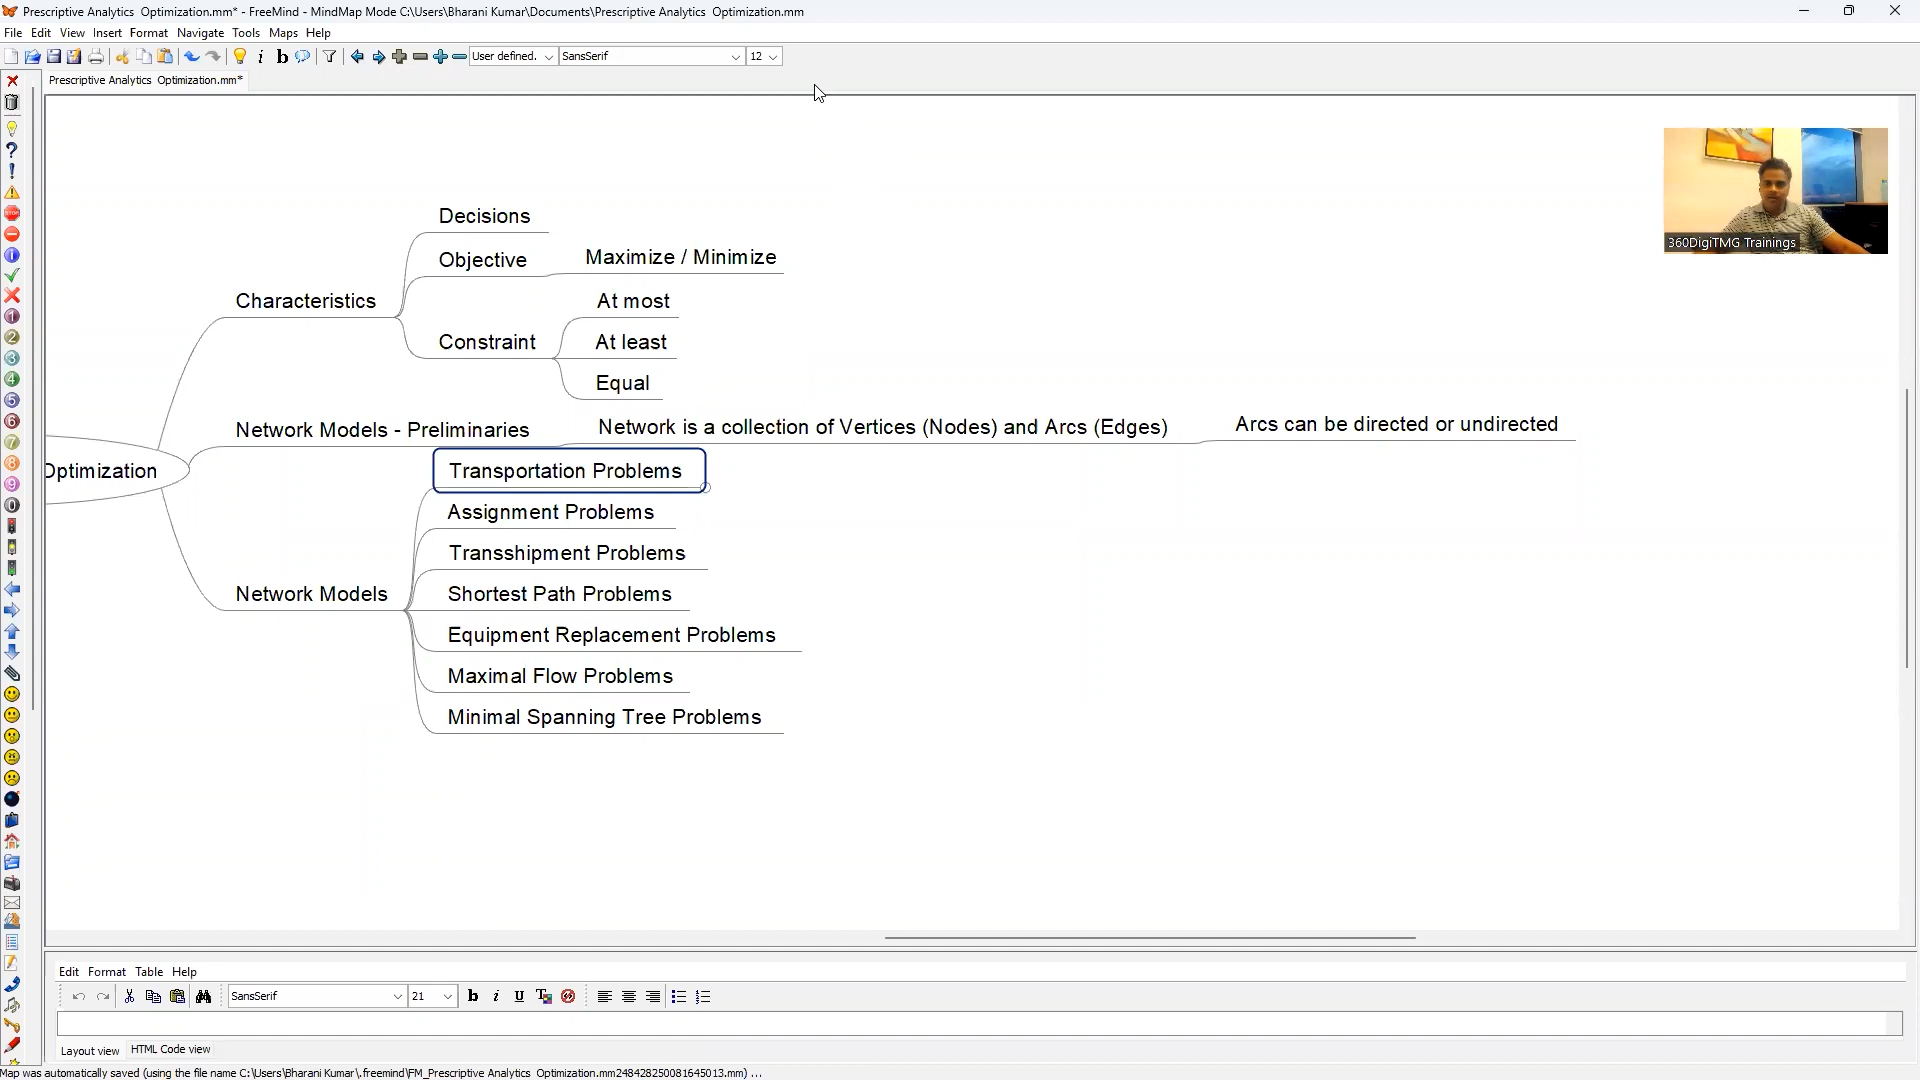 Prescriptive Analytics  Optimization.mm* - FreeMind - MindMap Mode C:\Users\Bharani Kumar\Documents\Prescriptive Analytics  Optimization.mm
File Edit View Insert Format Navigate Tools Maps Help
User defined. SansSerif 12
Prescriptive Analytics  Optimization.mm*
360DigiTMG Trainings
Decisions
Objective
Maximize / Minimize
Characteristics
At most
Constraint
At least
Equal
Network Models - Preliminaries
Network is a collection of Vertices (Nodes) and Arcs (Edges)
Arcs can be directed or undirected
Optimization
Transportation Problems
Assignment Problems
Transshipment Problems
Network Models
Shortest Path Problems
Equipment Replacement Problems
Maximal Flow Problems
Minimal Spanning Tree Problems
Edit Format Table Help
SansSerif 21
Layout view HTML Code view
Map was automatically saved (using the file name C:\Users\Bharani Kumar\.freemind\FM_Prescriptive Analytics  Optimization.mm248428250081645013.mm) ...